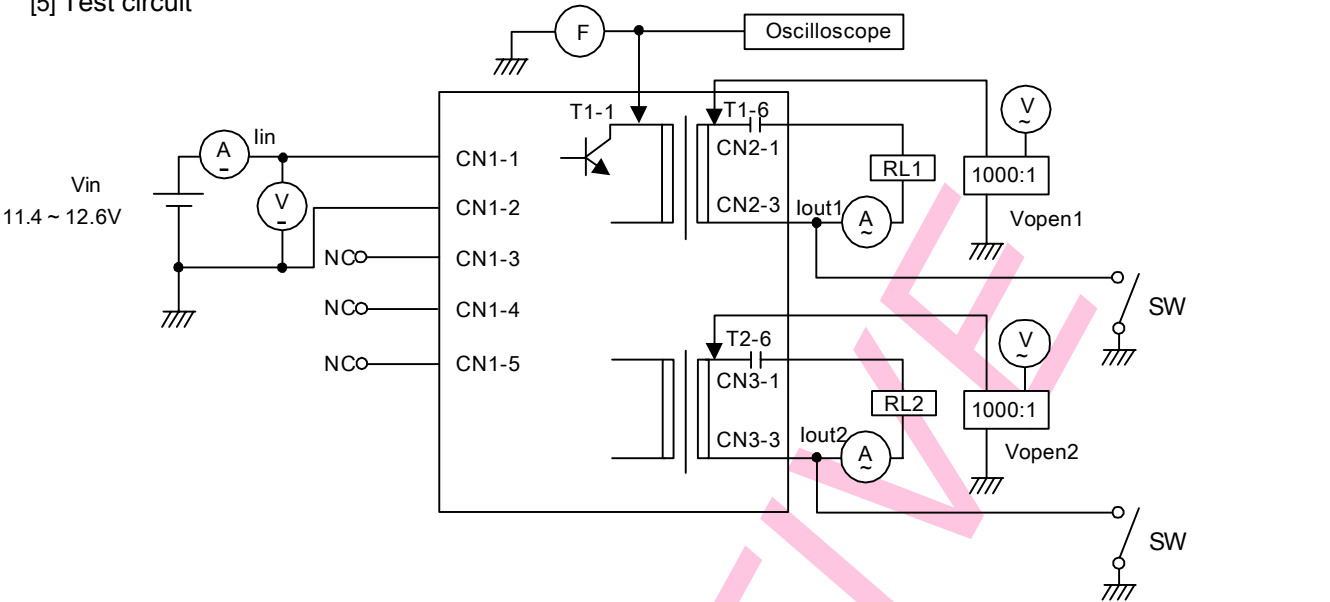 [5] Test circuit
F
Oscilloscope
T1-1
T1-6
V
~
A
Iin
CN1-1
CN2-1
RL1
1000:1
Vin
V
11.4 ~ 12.6V
CN1-2
CN2-3
Iout1
A
~
Vopen1
NC
CN1-3
NC
CN1-4
SW
T2-6
V
~
NC
CN1-5
CN3-1
RL2
1000:1
CN3-3
Iout2
A
~
Vopen2
SW
IVE